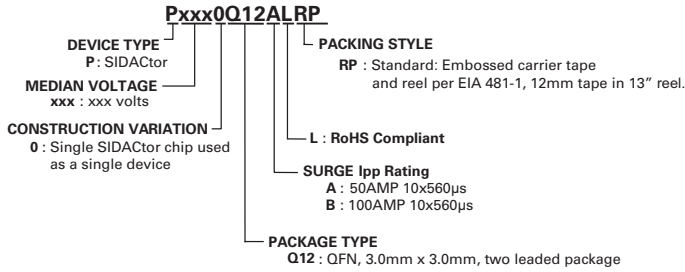 Pxxx0Q12ALRP
DEVICE TYPE
P : SIDACtor
MEDIAN VOLTAGE
xxx : xxx volts
CONSTRUCTION VARIATION
0 : Single SIDACtor chip used
as a single device
PACKING STYLE
RP : Standard: Embossed carrier tape
and reel per EIA 481-1, 12mm tape in 13” reel.
L : RoHS Compliant
SURGE Ipp Rating
A : 50AMP 10x560µs
B : 100AMP 10x560µs
PACKAGE TYPE
Q12 : QFN, 3.0mm x 3.0mm, two leaded package